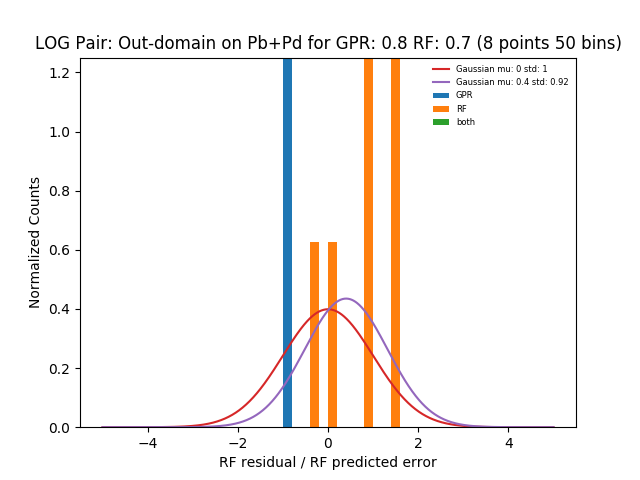 LOG Pair: Out-domain on Pb+Pd for GPR: 0.8 RF: 0.7 (8 points 50 bins)
Gaussian mu: 0 std: 1
Gaussian mu: 0.4 std: 0.92
GPR
RF
both
Normalized Counts
1.2
1.0
0.8
0.6
0.4
0.2
0.0
−4 −2 0 2 4
RF residual / RF predicted error